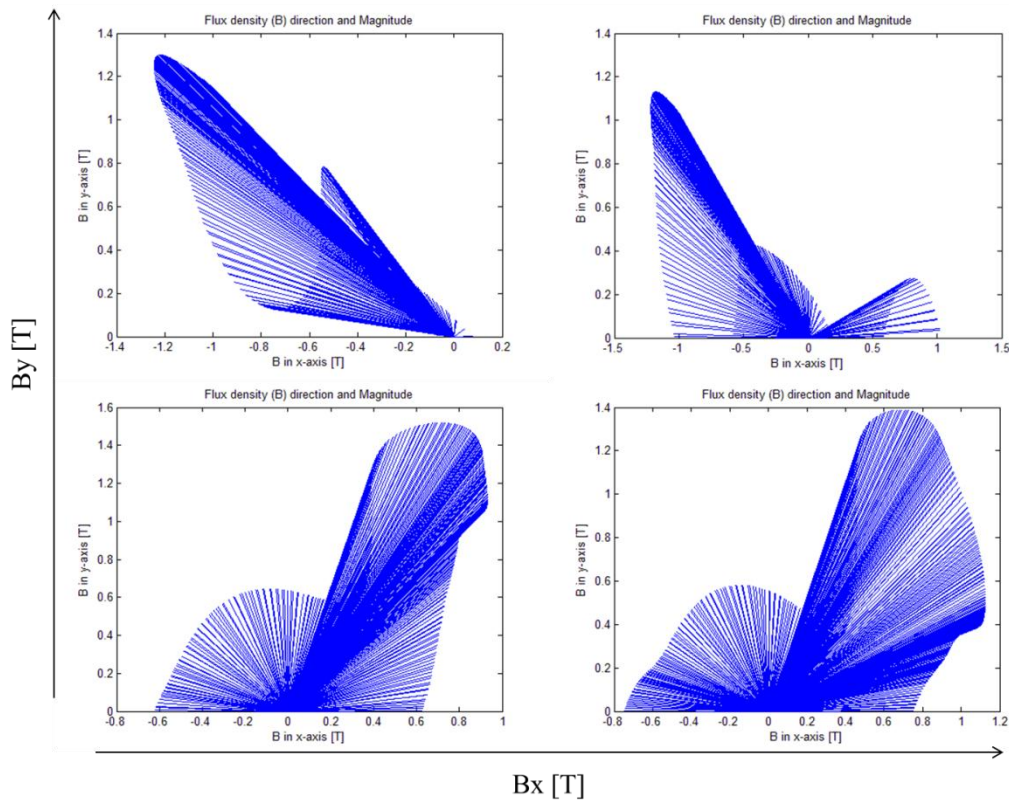 Flux density (B) direction and Magnitude
1.4
1.2
1
0.8
0.6
0.4
0.2
0
-1.4 -1.2 -1 -0.8 -0.6 -0.4 -0.2 0 0.2
B in x-axis [T]
B in y-axis [T]
Flux density (B) direction and Magnitude
1.4
1.2
1
0.8
0.6
0.4
0.2
0
-1.5 -1 -0.5 0 0.5 1 1.5
B in x-axis [T]
B in y-axis [T]
By [T]
Flux density (B) direction and Magnitude
1.6
1.4
1.2
1
0.8
0.6
0.4
0.2
0
-0.8 -0.6 -0.4 -0.2 0 0.2 0.4 0.6 0.8 1
B in x-axis [T]
B in y-axis [T]
Flux density (B) direction and Magnitude
1.4
1.2
1
0.8
0.6
0.4
0.2
0
-0.8 -0.6 -0.4 -0.2 0 0.2 0.4 0.6 0.8 1 1.2
B in x-axis [T]
B in y-axis [T]
Bx [T]